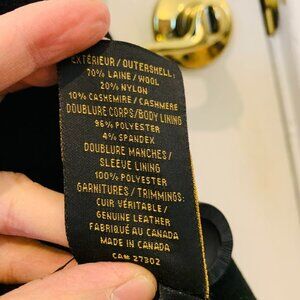 EXTÉRIEUR / OUTERSHELL:
70% LAINE / WOOL
20% NYLON
10% CASHEMIRE / CASHMERE
DOUBLURE CORPS/BODY LINING
96% POLYESTER
4% SPANDEX
DOUBLURE MANCHES/
SLEEVE LINING
100% POLYESTER
GARNITURES / TRIMMINGS:
CUIR VÉRITABLE /
GENUINE LEATHER
FABRIQUÉ AU CANADA
MADE IN CANADA
CA# 27302